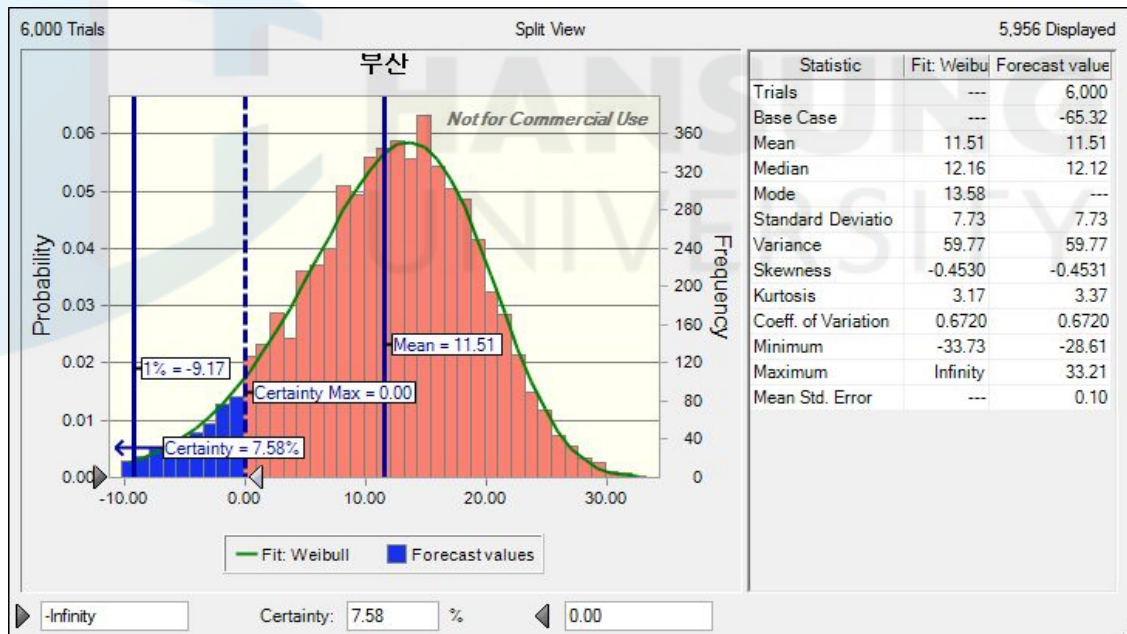 6,000 Trials Split View 5,956 Displayed
부산
Not for Commercial Use
HANSUNG
UNIVERSITY
Probability
0.06
0.05
0.04
0.03
0.02
0.01
0.00
Frequency
360
320
280
240
200
160
120
80
40
0
1% = -9.17
Mean = 11.51
Certainty Max = 0.00
Certainty = 7.58%
-10.00 0.00 10.00 20.00 30.00
Fit: Weibull Forecast values
Statistic Fit: Weibu Forecast value
Trials --- 6,000
Base Case --- -65.32
Mean 11.51 11.51
Median 12.16 12.12
Mode 13.58 ---
Standard Deviatio 7.73 7.73
Variance 59.77 59.77
Skewness -0.4530 -0.4531
Kurtosis 3.17 3.37
Coeff. of Variation 0.6720 0.6720
Minimum -33.73 -28.61
Maximum Infinity 33.21
Mean Std. Error --- 0.10
-Infinity Certainty: 7.58 % 0.00